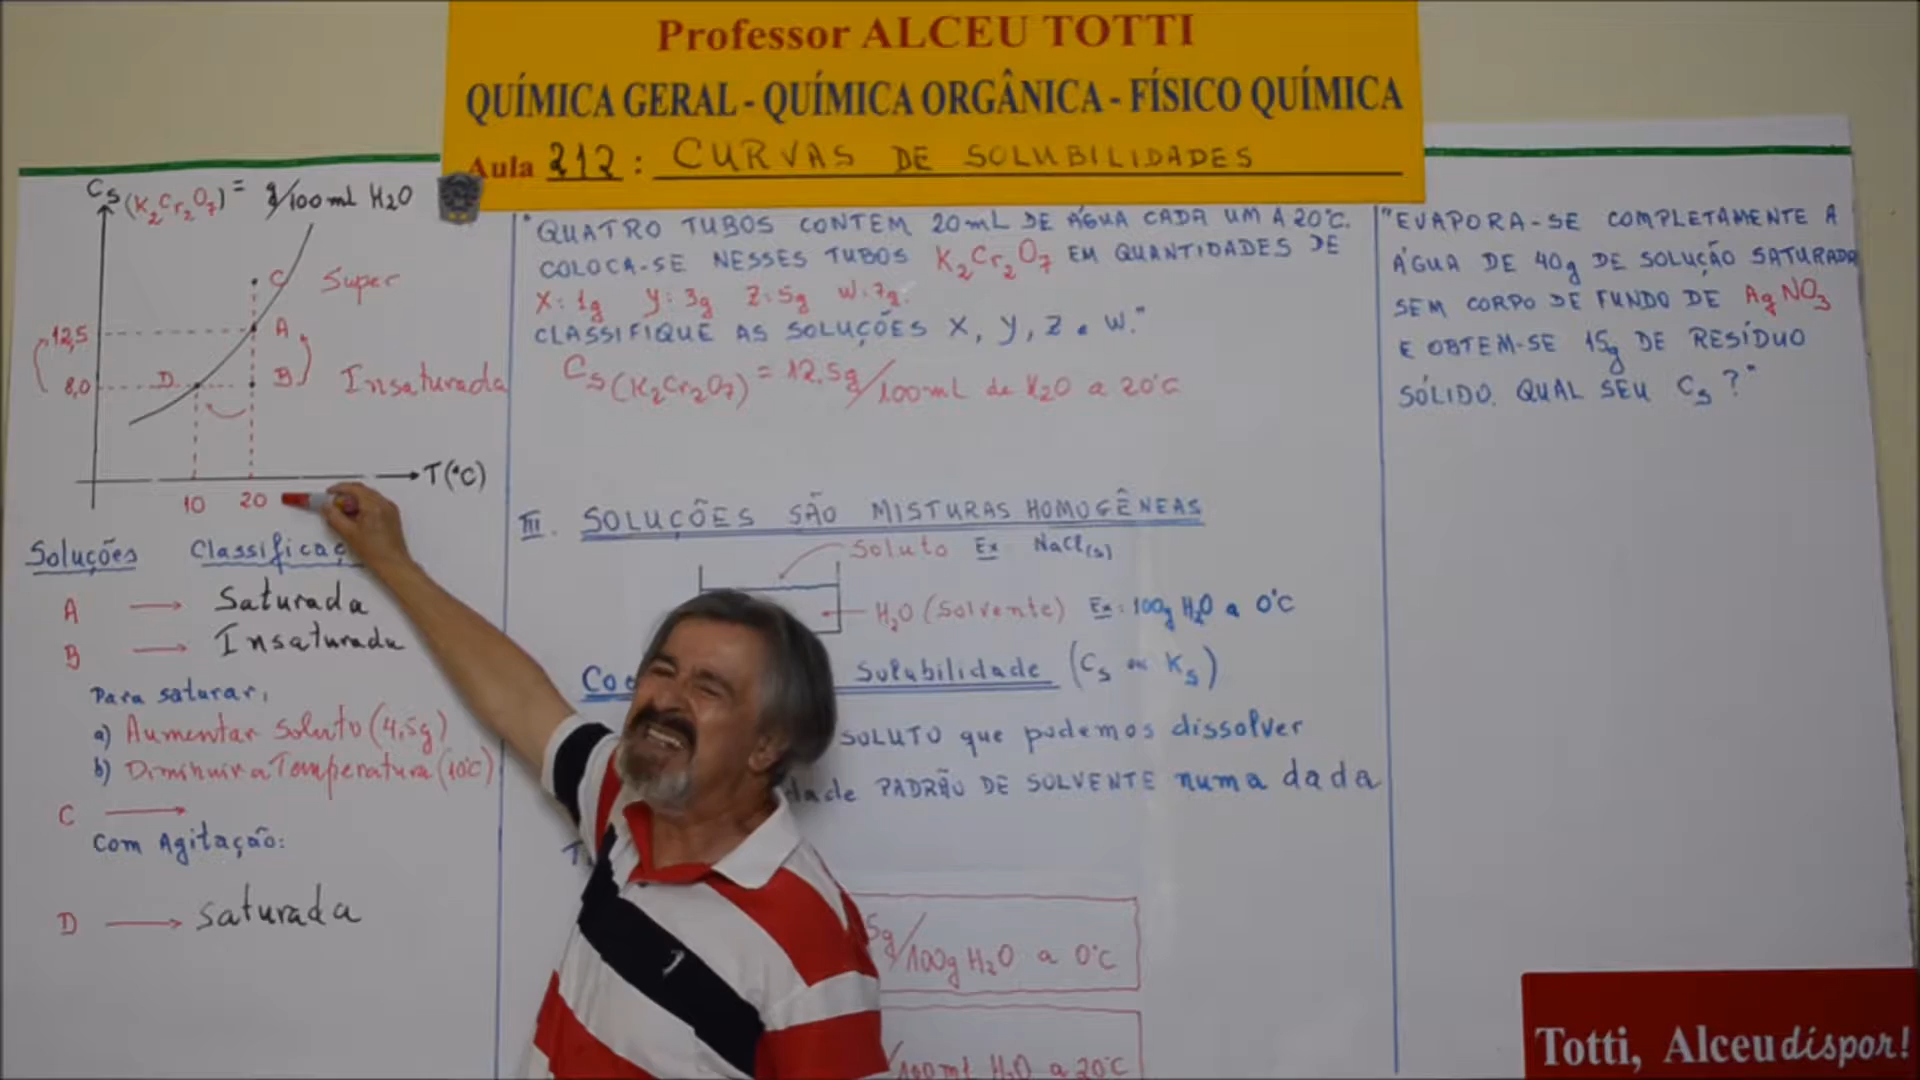 Professor ALCEU TOTTI
QUÍMICA GERAL - QUÍMICA ORGÂNICA - FÍSICO QUÍMICA
Aula 212: CURVAS DE SOLUBILIDADES
Cs(K2Cr2O7) = g/100ml H2O
C Super
12,5 A
8,0 D B Insaturada
T(°C)
10 20
Soluções Classificaç
A → Saturada
B → Insaturada
Para saturar,
a) Aumentar soluto (4,5g)
b) Diminuir a Temperatura (10°C)
C →
Com Agitação:
D → saturada
"QUATRO TUBOS CONTEM 20mL DE ÁGUA CADA UM A 20°C.
COLOCA-SE NESSES TUBOS K2Cr2O7 EM QUANTIDADES DE
X: 1g Y: 3g Z: 5g W: 7g.
CLASSIFIQUE AS SOLUÇÕES X, Y, Z e W."
Cs(K2Cr2O7) = 12,5g/100mL de H2O a 20°C
III. SOLUÇÕES SÃO MISTURAS HOMOGÊNEAS
Soluto Ex NaCl(s)
H2O (Solvente) Ex: 100g H2O a 0°C
Solubilidade (Cs ou Ks)
SOLUTO que podemos dissolver
PADRÃO DE SOLVENTE numa dada
5g/100g H2O a 0°C
/100ml H2O a 20°C
"EVAPORA-SE COMPLETAMENTE A
ÁGUA DE 40g DE SOLUÇÃO SATURADA
SEM CORPO DE FUNDO DE AgNO3
E OBTEM-SE 15g DE RESÍDUO
SÓLIDO. QUAL SEU Cs?"
Totti, Alceu dispor!